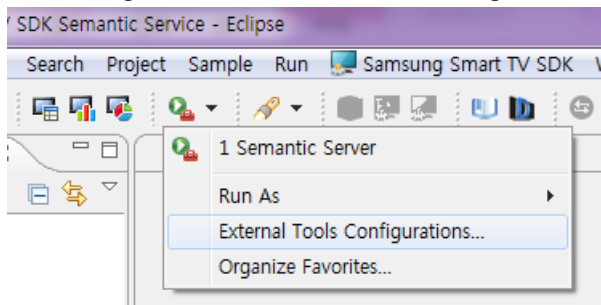 SDK Semantic Service - Eclipse
Search Project Sample Run Samsung Smart TV SDK
1 Semantic Server
Run As
External Tools Configurations...
Organize Favorites...